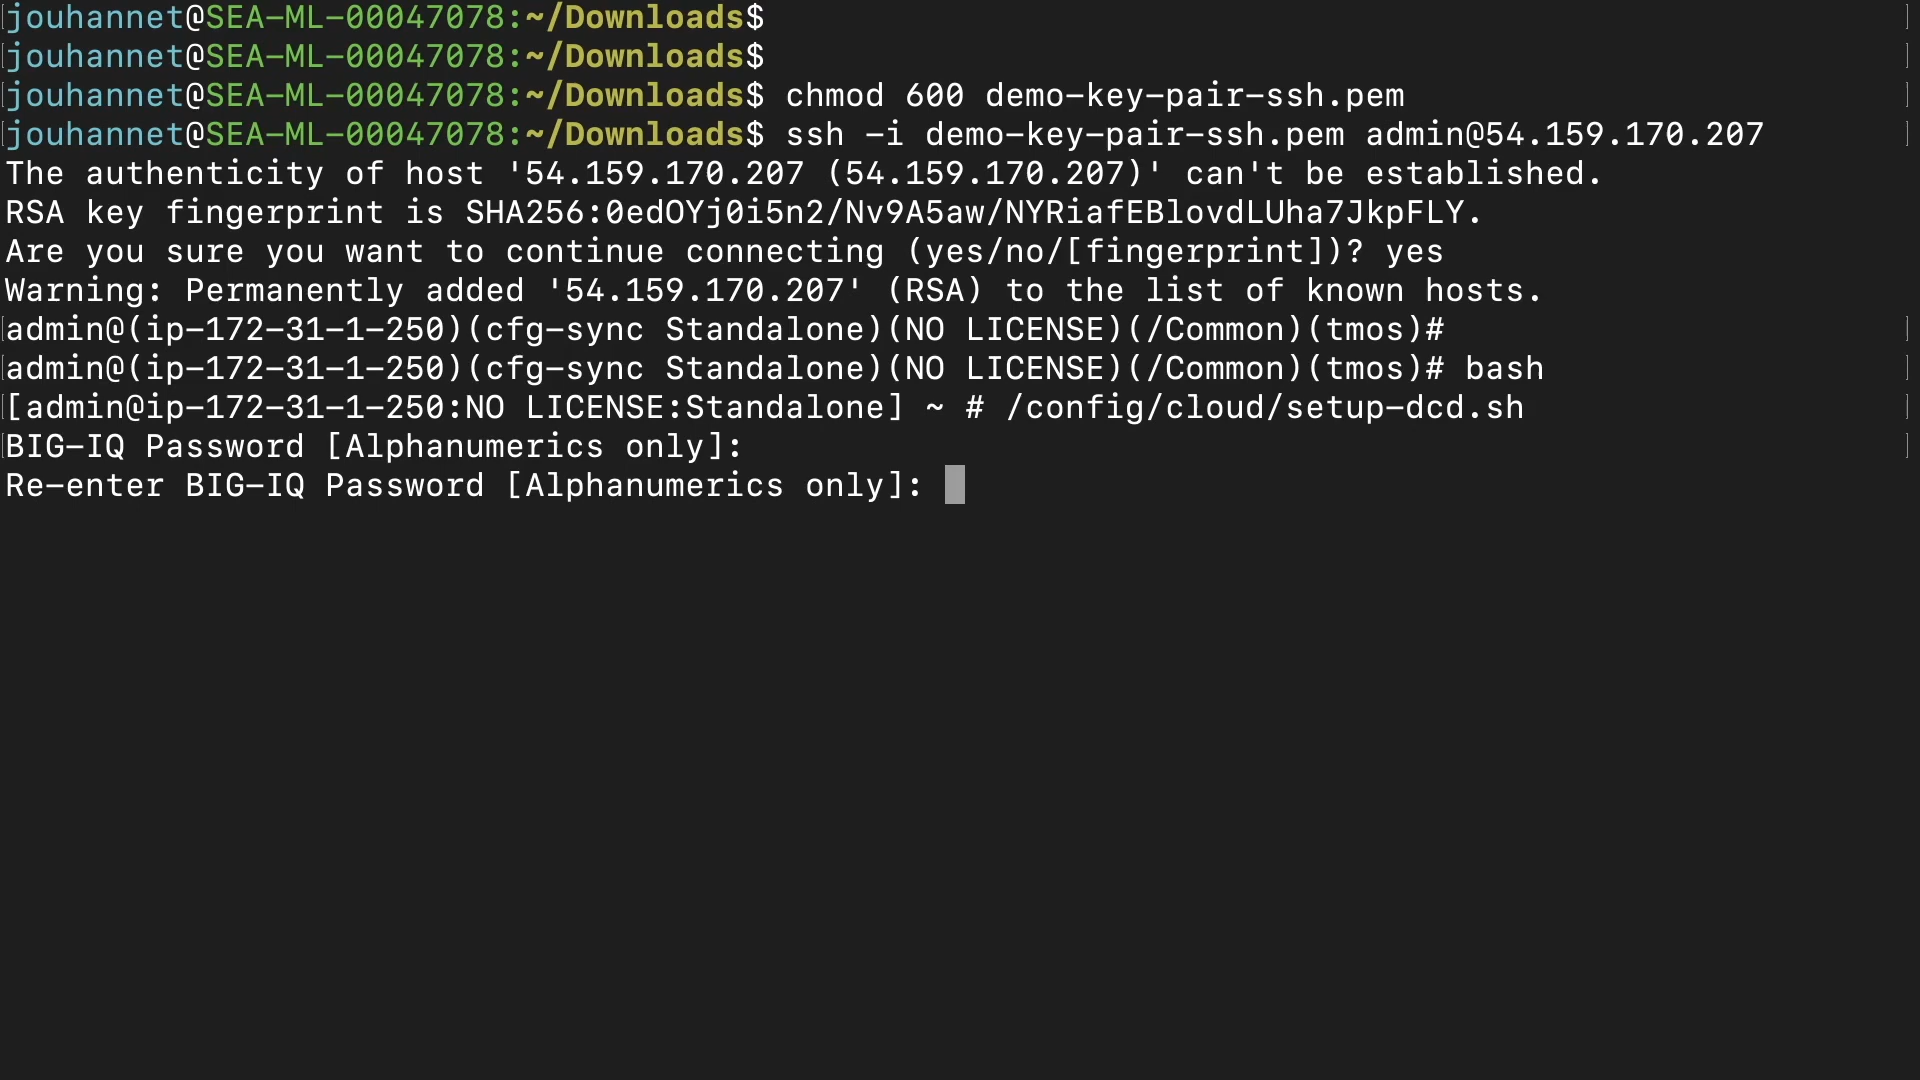 [jouhannet@SEA-ML-00047078:~/Downloads$ ]
[jouhannet@SEA-ML-00047078:~/Downloads$ ]
[jouhannet@SEA-ML-00047078:~/Downloads$ chmod 600 demo-key-pair-ssh.pem ]
[jouhannet@SEA-ML-00047078:~/Downloads$ ssh -i demo-key-pair-ssh.pem admin@54.159.170.207 ]
The authenticity of host '54.159.170.207 (54.159.170.207)' can't be established.
RSA key fingerprint is SHA256:0edOYj0i5n2/Nv9A5aw/NYRiafEBlovdLUha7JkpFLY.
Are you sure you want to continue connecting (yes/no/[fingerprint])? yes
Warning: Permanently added '54.159.170.207' (RSA) to the list of known hosts.
[admin@(ip-172-31-1-250)(cfg-sync Standalone)(NO LICENSE)(/Common)(tmos)# ]
[admin@(ip-172-31-1-250)(cfg-sync Standalone)(NO LICENSE)(/Common)(tmos)# bash ]
[[admin@ip-172-31-1-250:NO LICENSE:Standalone] ~ # /config/cloud/setup-dcd.sh ]
[BIG-IQ Password [Alphanumerics only]: ]
Re-enter BIG-IQ Password [Alphanumerics only]: